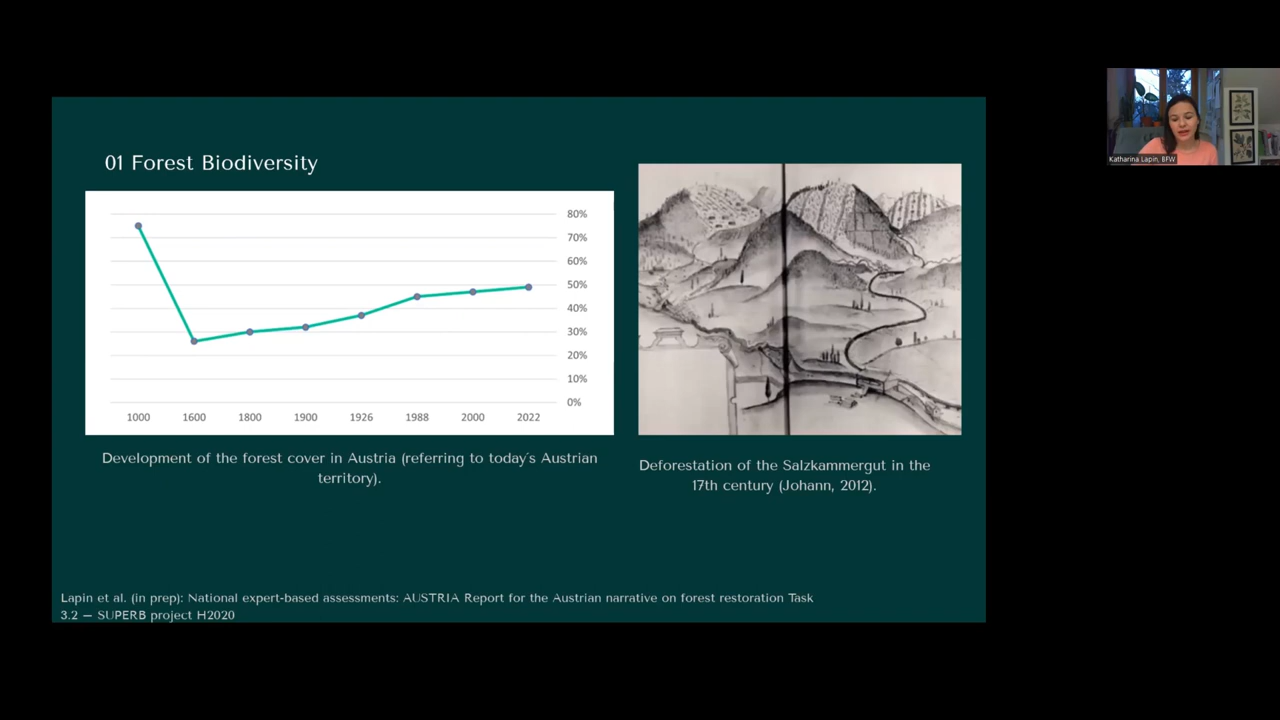 01 Forest Biodiversity
80%
70%
60%
50%
40%
30%
20%
10%
0%
1000 1600 1800 1900 1926 1988 2000 2022
Development of the forest cover in Austria (referring to today´s Austrian
territory).
Deforestation of the Salzkammergut in the
17th century (Johann, 2012).
Lapin et al. (in prep): National expert-based assessments: AUSTRIA Report for the Austrian narrative on forest restoration Task
3.2 – SUPERB project H2020
Katharina Lapin, BFW